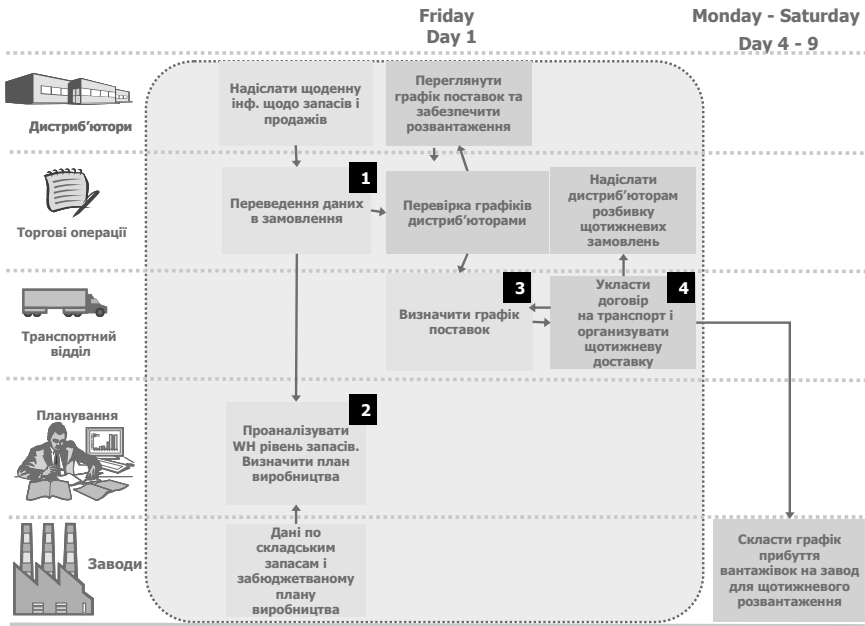 Friday
Day 1
Monday - Saturday
Day 4 - 9
Дистриб’ютори
Надіслати щоденну
інф. щодо запасів і
продажів
Переглянути
графік поставок та
забезпечити
розвантаження
Торгові операції
1
Переведення даних
в замовлення
Перевірка графіків
дистриб’юторами
Надіслати
дистриб’юторам
розбивку
щотижневих
замовлень
Транспортний
відділ
3
Визначити графік
поставок
4
Укласти
договір
на транспорт і
організувати
щотижневу
доставку
Планування
2
Проаналізувати
WH рівень запасів.
Визначити план
виробництва
Заводи
Дані по
складським
запасам і
забюджетваному
плану
виробництва
Скласти графік
прибуття
вантажівок на завод
для щотижневого
розвантаження